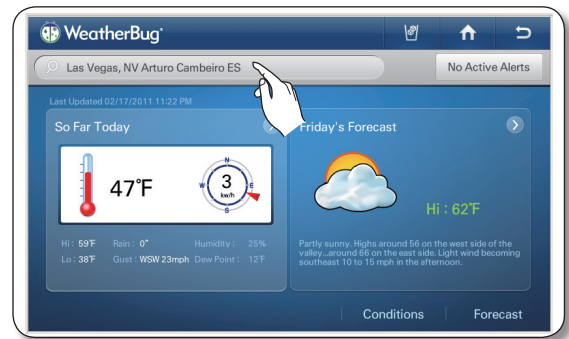 WeatherBug®
Las Vegas, NV Arturo Cambeiro ES
No Active Alerts
Last Updated 02/17/2011 11:22 PM
So Far Today
Friday's Forecast
N
47°F
W 3 E
kw/h
S
Hi : 62°F
Hi : 59°F Rain : 0" Humidity : 25%
Lo : 38°F Gust : WSW 23mph Dew Point : 12°F
Partly sunny. Highs around 56 on the west side of the
valley...around 66 on the east side. Light wind becoming
southeast 10 to 15 mph in the afternoon.
Conditions Forecast